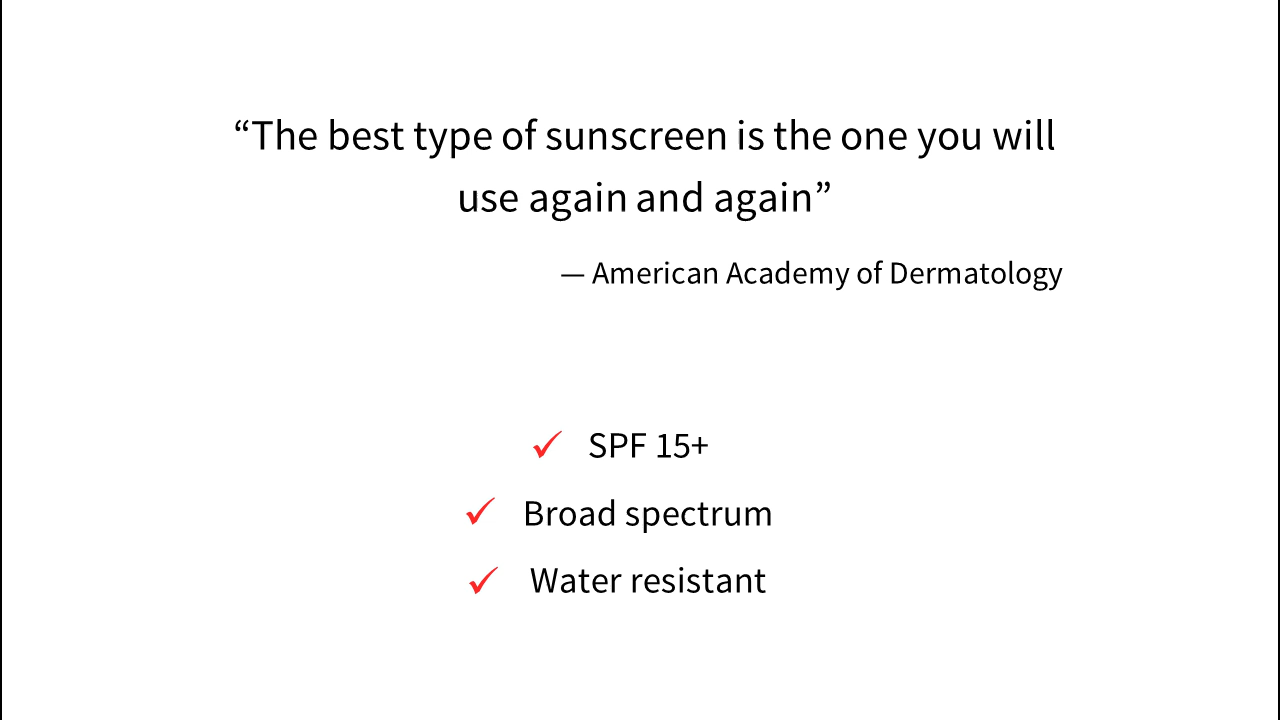 “The best type of sunscreen is the one you will
use again and again”
— American Academy of Dermatology
✓ SPF 15+
✓ Broad spectrum
✓ Water resistant